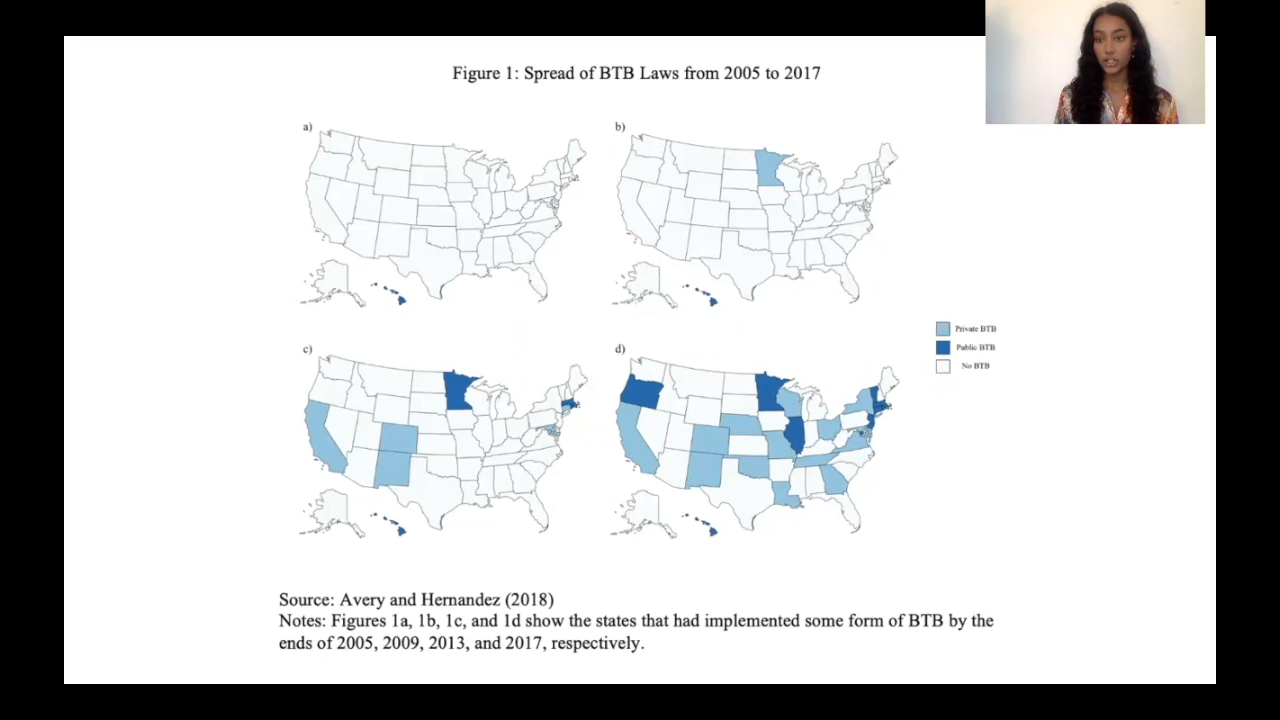 Figure 1: Spread of BTB Laws from 2005 to 2017
a)
b)
c)
d)
Private BTB
Public BTB
No BTB
Source: Avery and Hernandez (2018)
Notes: Figures 1a, 1b, 1c, and 1d show the states that had implemented some form of BTB by the
ends of 2005, 2009, 2013, and 2017, respectively.